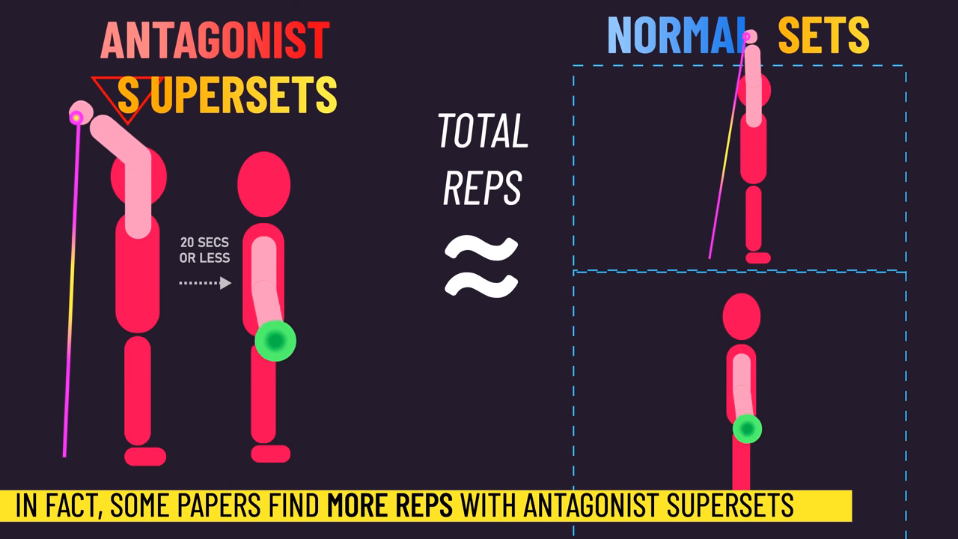 ANTAGONIST
SUPERSETS
20 SECS
OR LESS
TOTAL
REPS
≈
NORMAL SETS
IN FACT, SOME PAPERS FIND MORE REPS WITH ANTAGONIST SUPERSETS